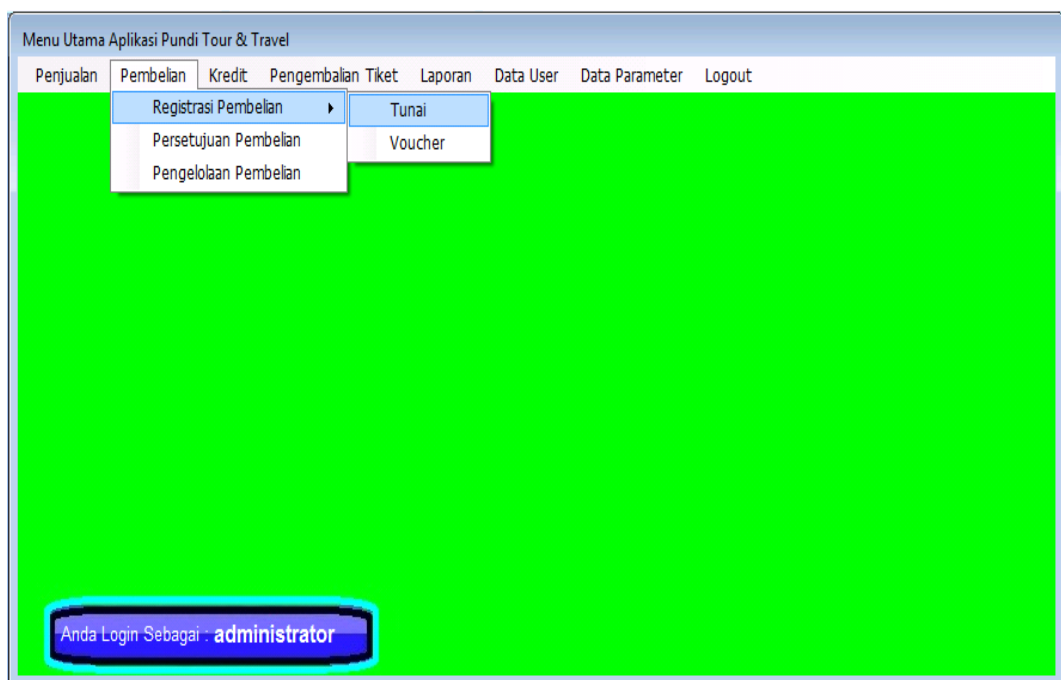 Menu Utama Aplikasi Pundi Tour & Travel
Penjualan Pembelian Kredit Pengembalian Tiket Laporan Data User Data Parameter Logout
Registrasi Pembelian Tunai
Persetujuan Pembelian Voucher
Pengelolaan Pembelian
Anda Login Sebagai : administrator